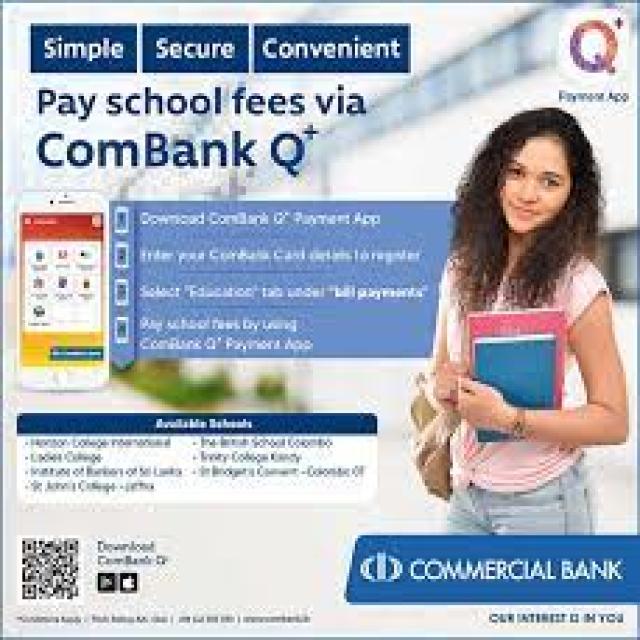 Simple Secure Convenient
Q+
Payment App
Pay school fees via
ComBank Q+
Download ComBank Q+ Payment App
Enter your ComBank Card details to register
Select "Education" tab under "bill payments"
Pay school fees by using
ComBank Q+ Payment App
Available Schools
- Horizon College International
- Ladies College
- Institute of Bankers of Sri Lanka
- St John's College - Jaffna
- The British School Colombo
- Trinity College Kandy
- St Bridget's Convent - Colombo 07
Download
ComBank Q+
COMMERCIAL BANK
OUR INTEREST IS IN YOU